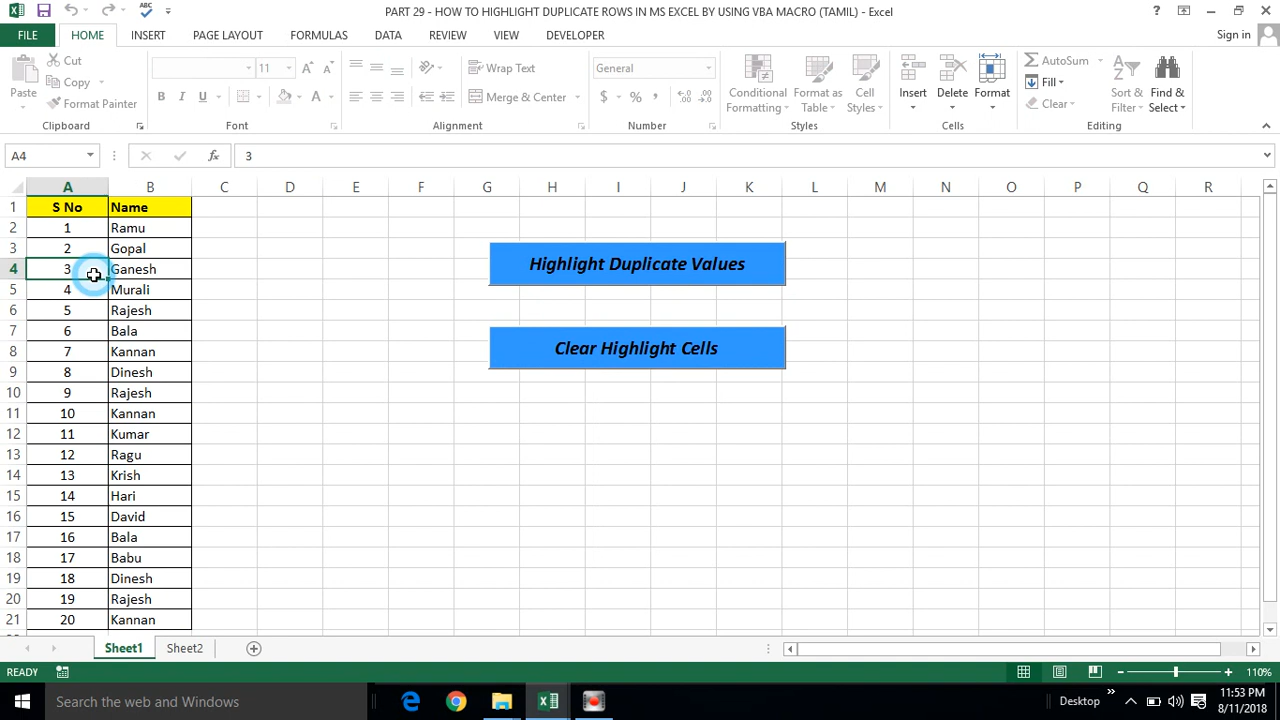 PART 29 - HOW TO HIGHLIGHT DUPLICATE ROWS IN MS EXCEL BY USING VBA MACRO (TAMIL) - Excel
FILE HOME INSERT PAGE LAYOUT FORMULAS DATA REVIEW VIEW DEVELOPER Sign in
Paste Cut Copy Format Painter
11 Wrap Text Merge & Center General
Conditional Formatting Format as Table Cell Styles Insert Delete Format
AutoSum Fill Clear Sort & Filter Find & Select
Clipboard Font Alignment Number Styles Cells Editing
A4 fx 3
A B C D E F G H I J K L M N O P Q R
1 S No Name
2 1 Ramu
3 2 Gopal
4 3 Ganesh
5 4 Murali
6 5 Rajesh
7 6 Bala
8 7 Kannan
9 8 Dinesh
10 9 Rajesh
11 10 Kannan
12 11 Kumar
13 12 Ragu
14 13 Krish
15 14 Hari
16 15 David
17 16 Bala
18 17 Babu
19 18 Dinesh
20 19 Rajesh
21 20 Kannan
Highlight Duplicate Values
Clear Highlight Cells
Sheet1 Sheet2
READY 110%
Search the web and Windows Desktop 11:53 PM
8/11/2018